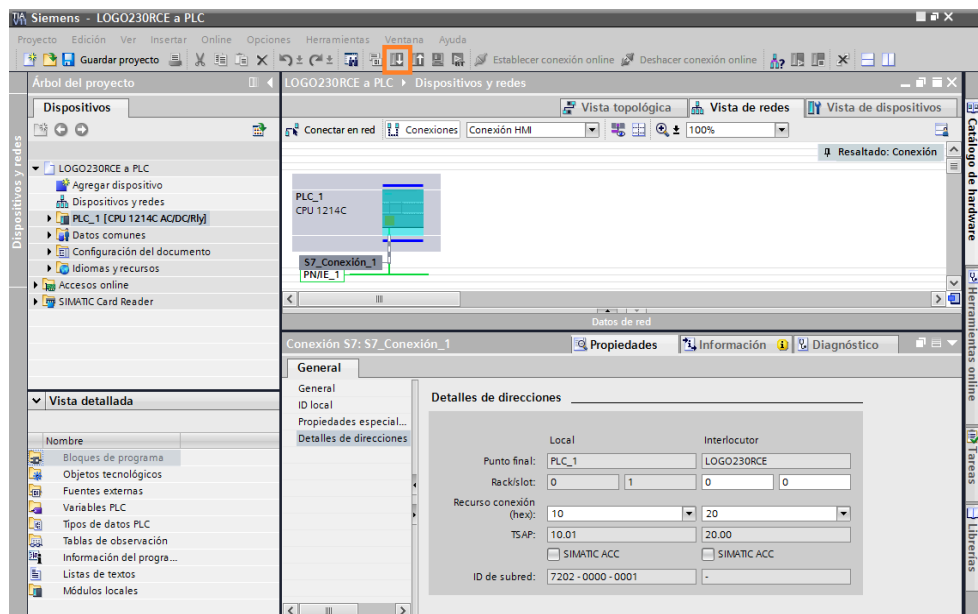 Siemens - LOGO230RCE a PLC
Proyecto Edición Ver Insertar Online Opciones Herramientas Ventana Ayuda
Guardar proyecto Establecer conexión online Deshacer conexión online
Árbol del proyecto
LOGO230RCE a PLC Dispositivos y redes
Dispositivos
Vista topológica Vista de redes Vista de dispositivos
Conectar en red Conexiones Conexión HMI 100%
Resaltado: Conexión
LOGO230RCE a PLC
Agregar dispositivo
Dispositivos y redes
PLC_1 [CPU 1214C AC/DC/Rly]
Datos comunes
Configuración del documento
Idiomas y recursos
Accesos online
SIMATIC Card Reader
PLC_1
CPU 1214C
S7_Conexión_1
PN/IE_1
Datos de red
Conexión S7: S7_Conexión_1
Propiedades Información Diagnóstico
General
General
ID local
Propiedades especial...
Detalles de direcciones
Detalles de direcciones
Local Interlocutor
Punto final: PLC_1 LOGO230RCE
Rack/slot: 0 1 0 0
Recurso conexión
(hex): 10 20
TSAP: 10.01 20.00
SIMATIC ACC SIMATIC ACC
ID de subred: 7202 - 0000 - 0001 -
Vista detallada
Nombre
Bloques de programa
Objetos tecnológicos
Fuentes externas
Variables PLC
Tipos de datos PLC
Tablas de observación
Información del progra...
Listas de textos
Módulos locales
Dispositivos y redes
Catálogo de hardware
Herramientas online
Tareas
Librerías